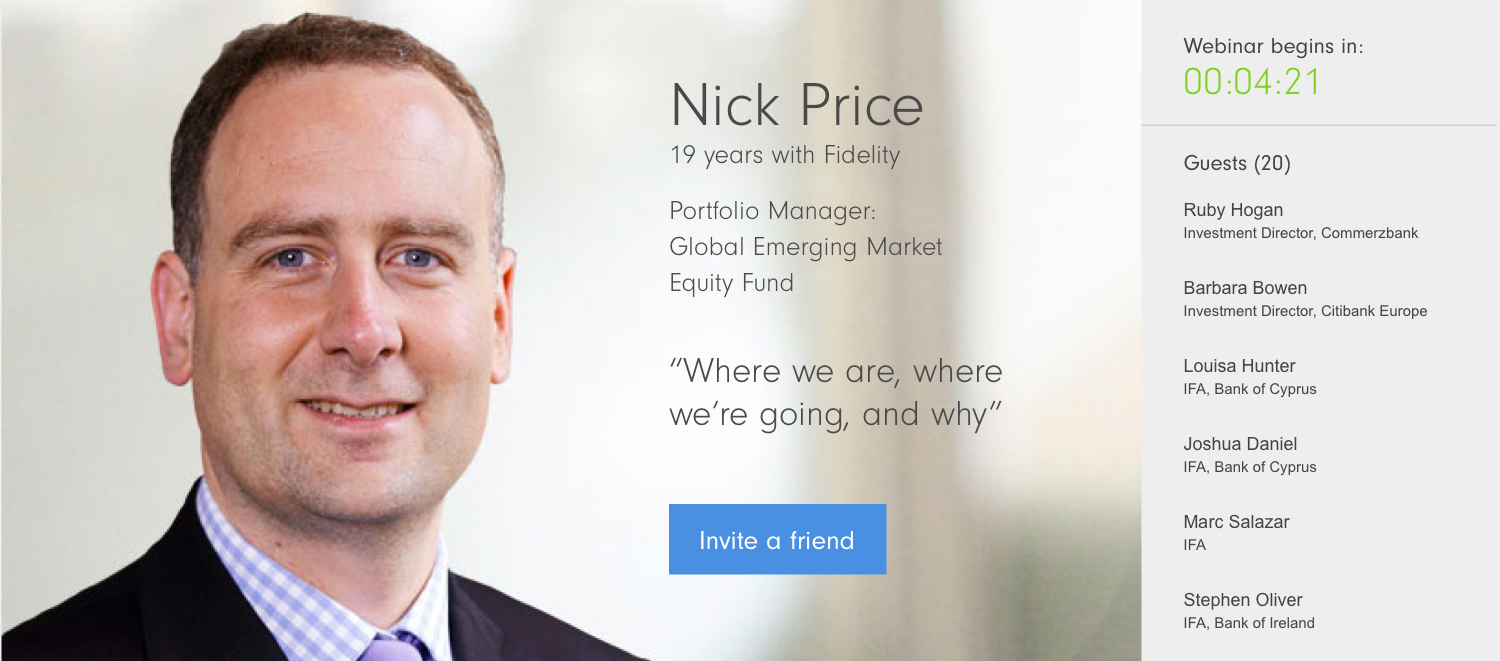 Nick Price
19 years with Fidelity
Portfolio Manager:
Global Emerging Market
Equity Fund
“Where we are, where
we’re going, and why”
Invite a friend
Webinar begins in:
00:04:21
Guests (20)
Ruby Hogan
Investment Director, Commerzbank
Barbara Bowen
Investment Director, Citibank Europe
Louisa Hunter
IFA, Bank of Cyprus
Joshua Daniel
IFA, Bank of Cyprus
Marc Salazar
IFA
Stephen Oliver
IFA, Bank of Ireland